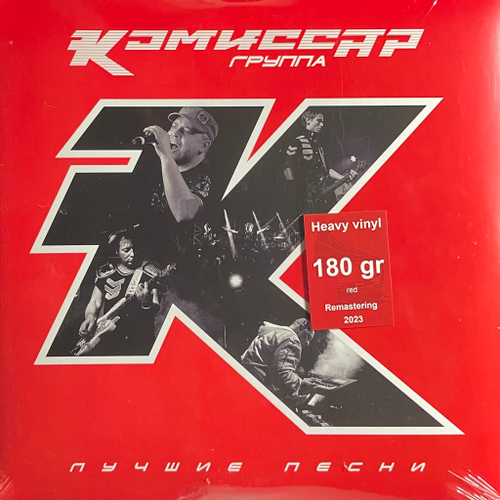 КОМИССАР
ГРУППА
Heavy vinyl
180 gr
red
Remastering
2023
ЛУЧШИЕ ПЕСНИ